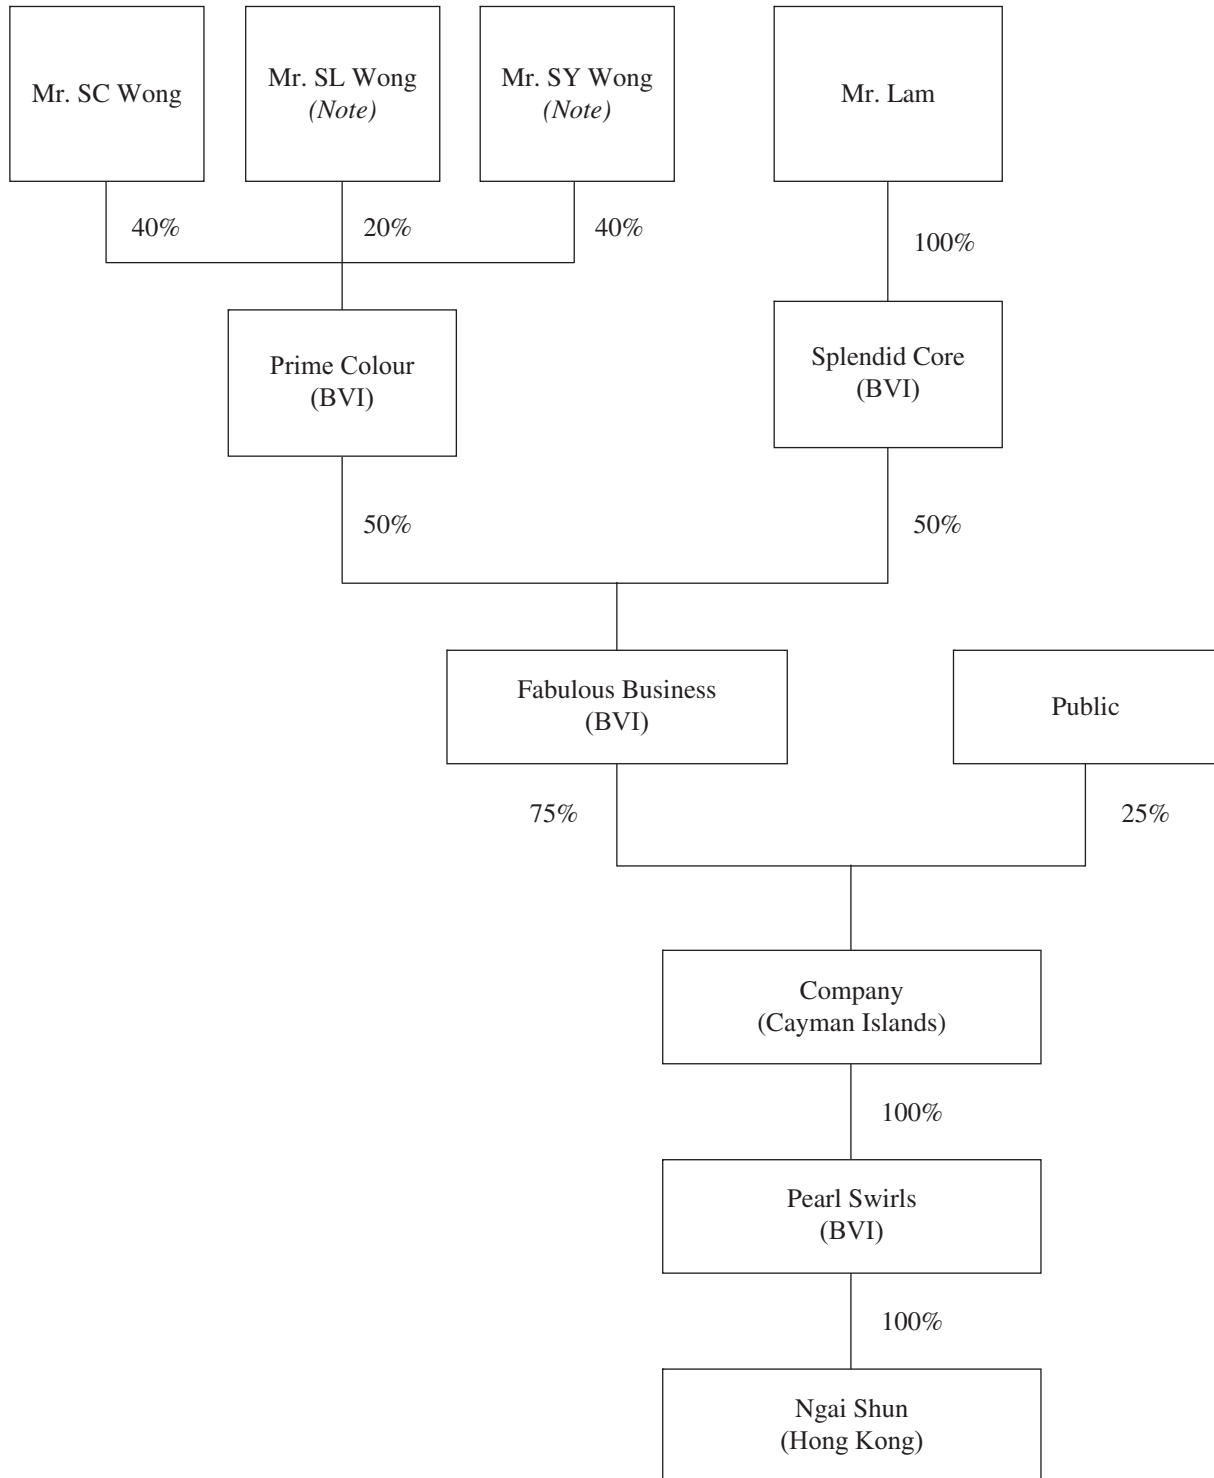 Mr. SC Wong
Mr. SL Wong
(Note)
Mr. SY Wong
(Note)
Mr. Lam
40%
20%
40%
100%
Prime Colour
(BVI)
Splendid Core
(BVI)
50%
50%
Fabulous Business
(BVI)
Public
75%
25%
Company
(Cayman Islands)
100%
Pearl Swirls
(BVI)
100%
Ngai Shun
(Hong Kong)